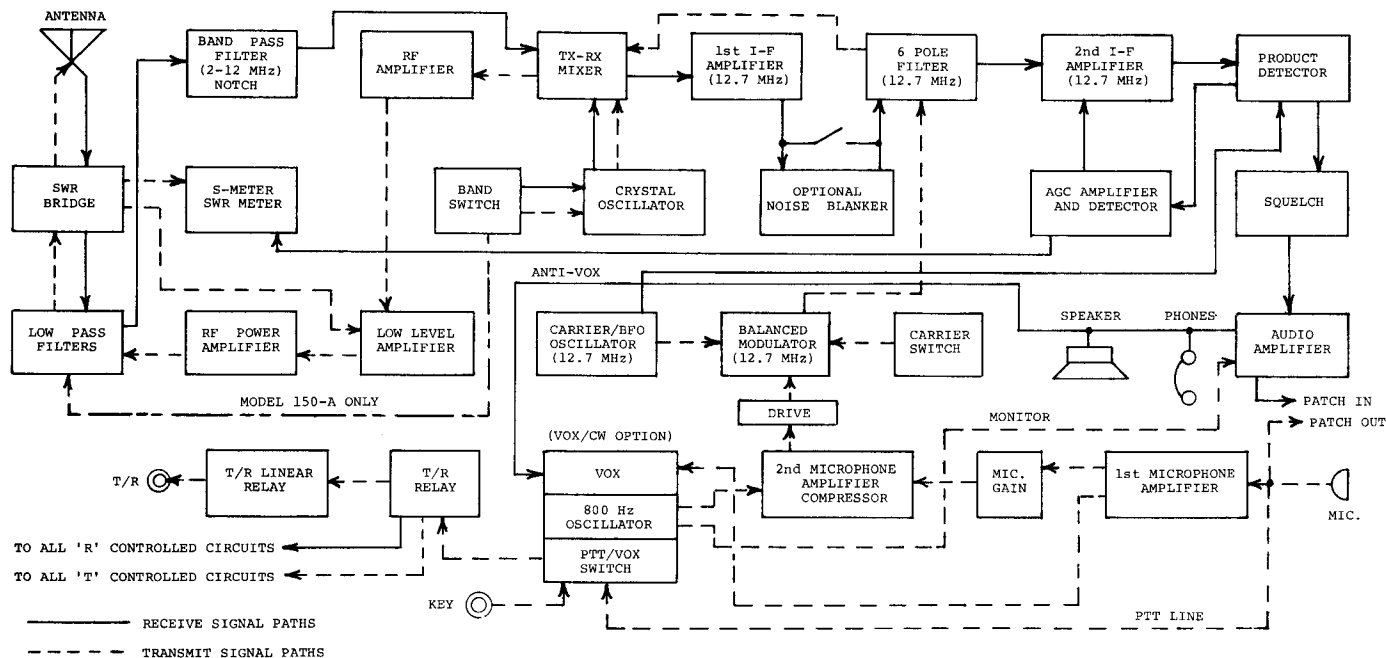 ANTENNA
BAND PASS
FILTER
(2-12 MHz)
NOTCH
RF
AMPLIFIER
TX-RX
MIXER
1st I-F
AMPLIFIER
(12.7 MHz)
6 POLE
FILTER
(12.7 MHz)
2nd I-F
AMPLIFIER
(12.7 MHz)
PRODUCT
DETECTOR
SWR
BRIDGE
S-METER
SWR METER
BAND
SWITCH
CRYSTAL
OSCILLATOR
OPTIONAL
NOISE BLANKER
AGC AMPLIFIER
AND DETECTOR
SQUELCH
ANTI-VOX
LOW PASS
FILTERS
RF POWER
AMPLIFIER
LOW LEVEL
AMPLIFIER
CARRIER/BFO
OSCILLATOR
(12.7 MHz)
BALANCED
MODULATOR
(12.7 MHz)
CARRIER
SWITCH
SPEAKER
PHONES
AUDIO
AMPLIFIER
MODEL 150-A ONLY
DRIVE
MONITOR
PATCH IN
PATCH OUT
(VOX/CW OPTION)
T/R
T/R LINEAR
RELAY
T/R
RELAY
VOX
800 Hz
OSCILLATOR
PTT/VOX
SWITCH
2nd MICROPHONE
AMPLIFIER
COMPRESSOR
MIC.
GAIN
1st MICROPHONE
AMPLIFIER
MIC.
TO ALL 'R' CONTROLLED CIRCUITS
TO ALL 'T' CONTROLLED CIRCUITS
KEY
PTT LINE
RECEIVE SIGNAL PATHS
TRANSMIT SIGNAL PATHS